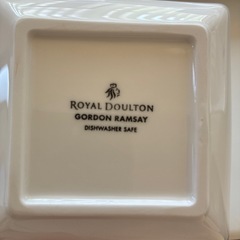 ROYAL DOULTON
GORDON RAMSAY
DISHWASHER SAFE